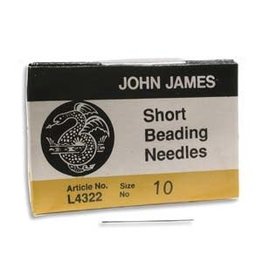 JOHN JAMES
Short
Beading
Needles
Article No. Size
L4322 No 10